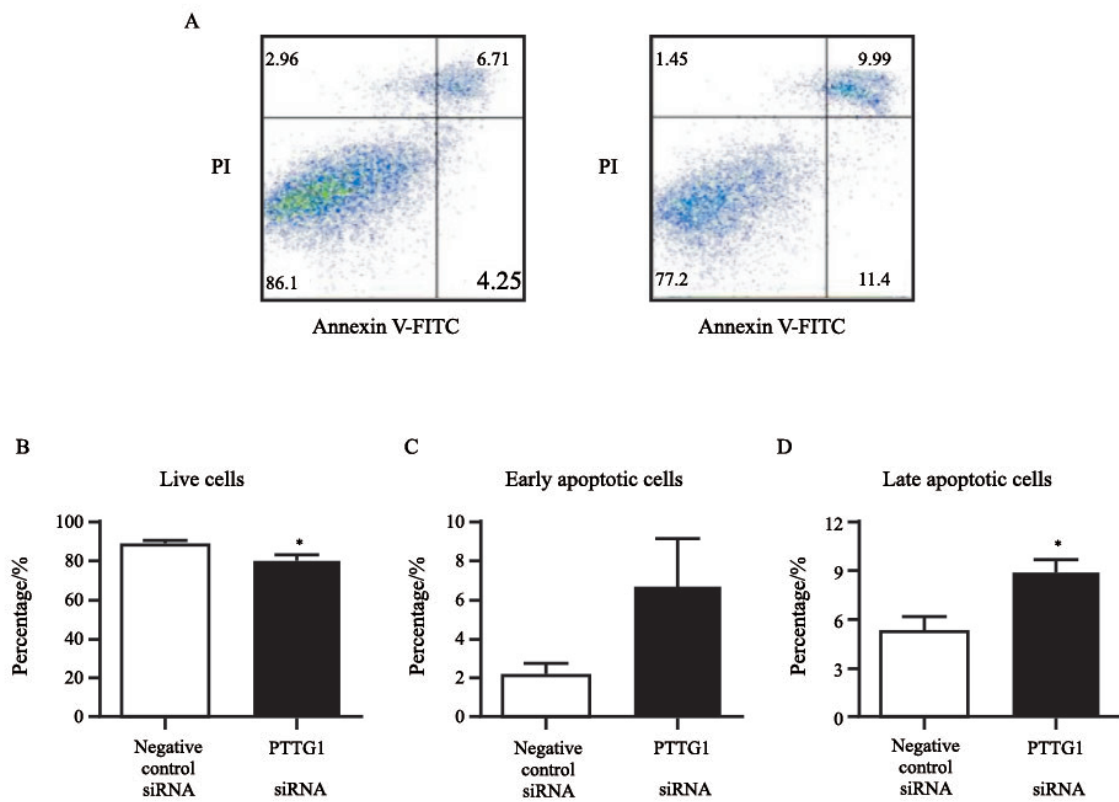 A
2.96 6.71
PI
86.1 4.25
Annexin V-FITC
1.45 9.99
PI
77.2 11.4
Annexin V-FITC
B
Live cells
Percentage/%
100
80
60
40
20
0
*
Negative
control
siRNA
PTTG1
siRNA
C
Early apoptotic cells
Percentage/%
10
8
6
4
2
0
Negative
control
siRNA
PTTG1
siRNA
D
Late apoptotic cells
Percentage/%
12
9
6
3
0
*
Negative
control
siRNA
PTTG1
siRNA